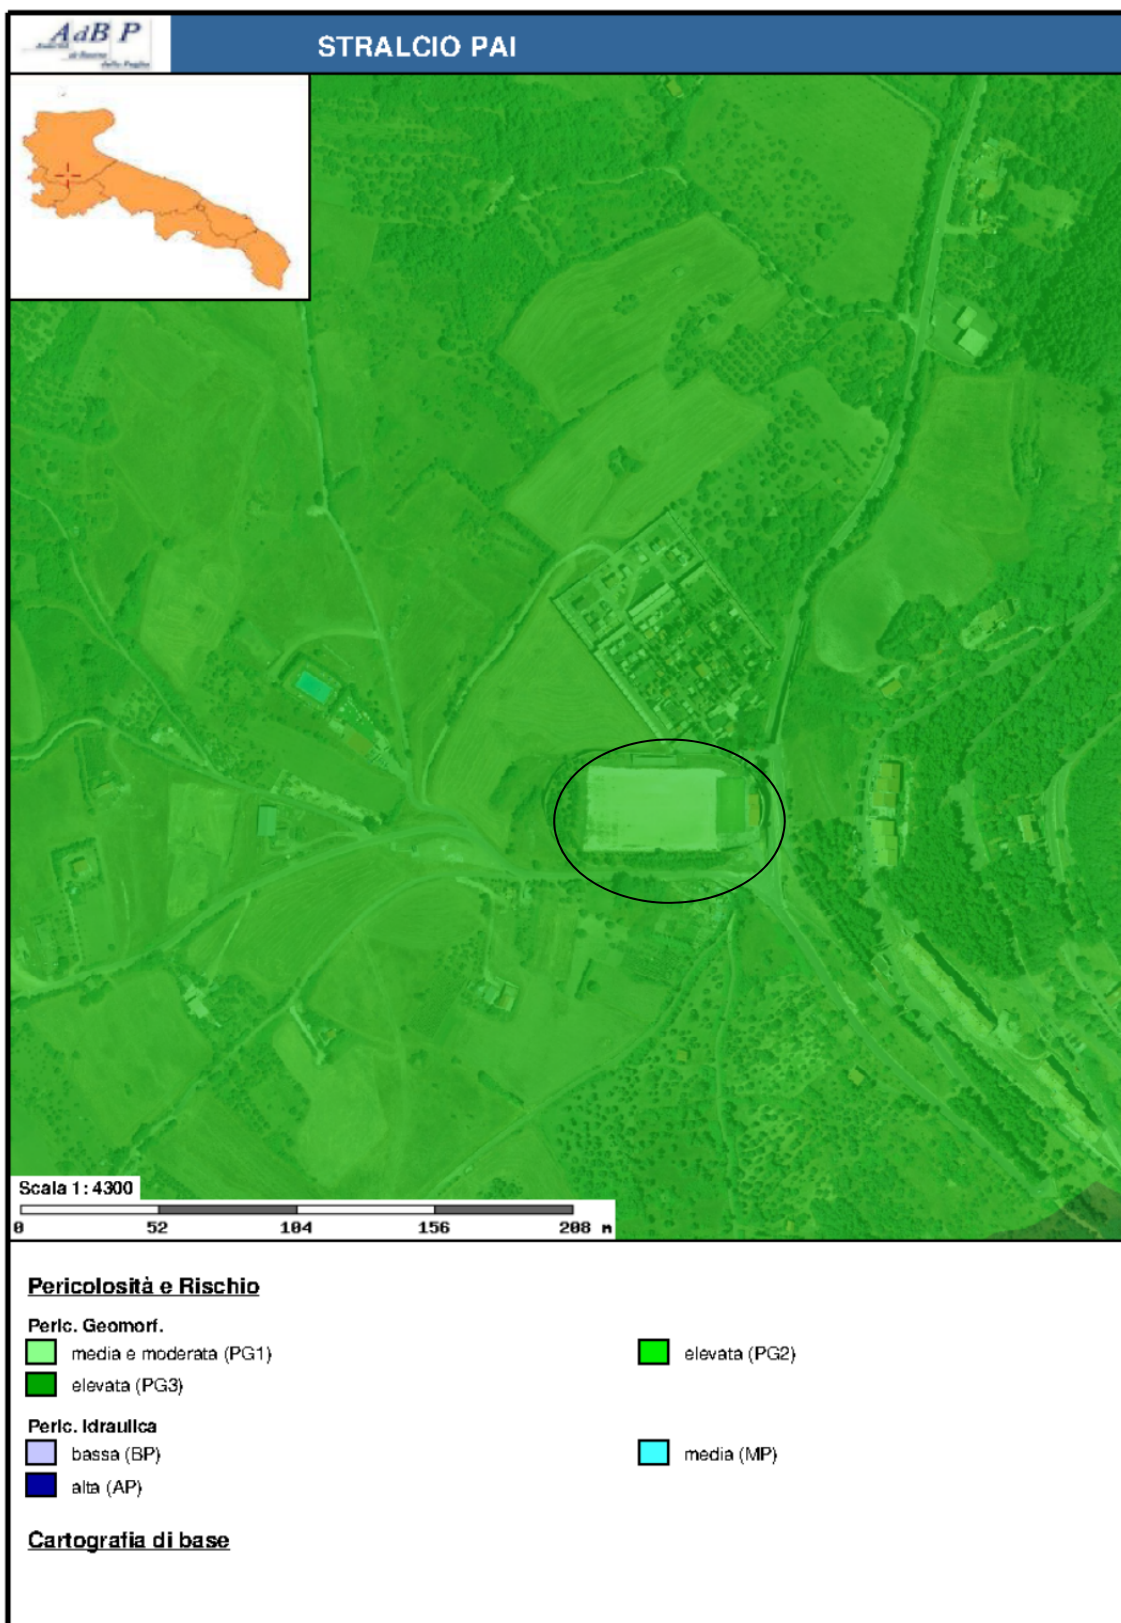 AdB P
STRALCIO PAI
Scala 1: 4300
0 52 104 156 208 m
Pericolosità e Rischio
Peric. Geomorf.
media e moderata (PG1)
elevata (PG2)
elevata (PG3)
Peric. Idraulica
bassa (BP)
media (MP)
alta (AP)
Cartografia di base